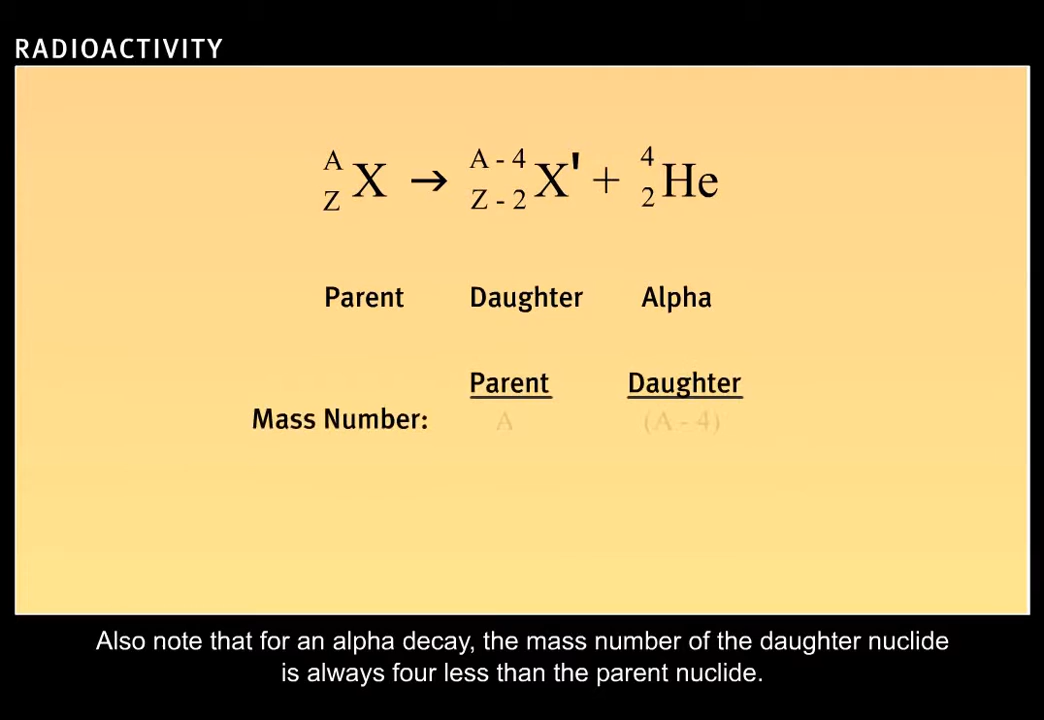 RADIOACTIVITY
A
Z X → A - 4
Z - 2 X' + 4
2 He
Parent Daughter Alpha
Parent Daughter
Mass Number: A (A - 4)
Also note that for an alpha decay, the mass number of the daughter nuclide
is always four less than the parent nuclide.